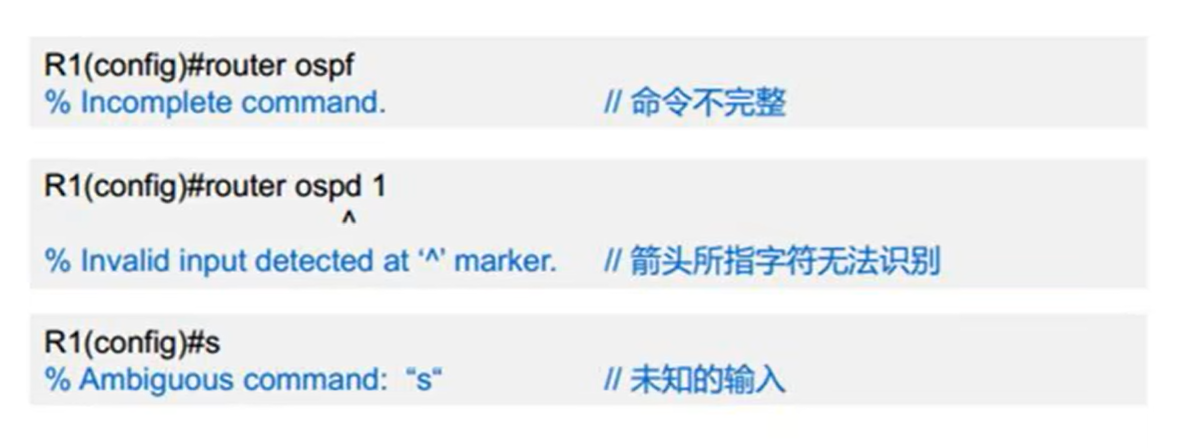 R1(config)#router ospf
% Incomplete command. // 命令不完整
R1(config)#router ospd 1
^
% Invalid input detected at ‘^’ marker. // 箭头所指字符无法识别
R1(config)#s
% Ambiguous command: “s“ // 未知的输入